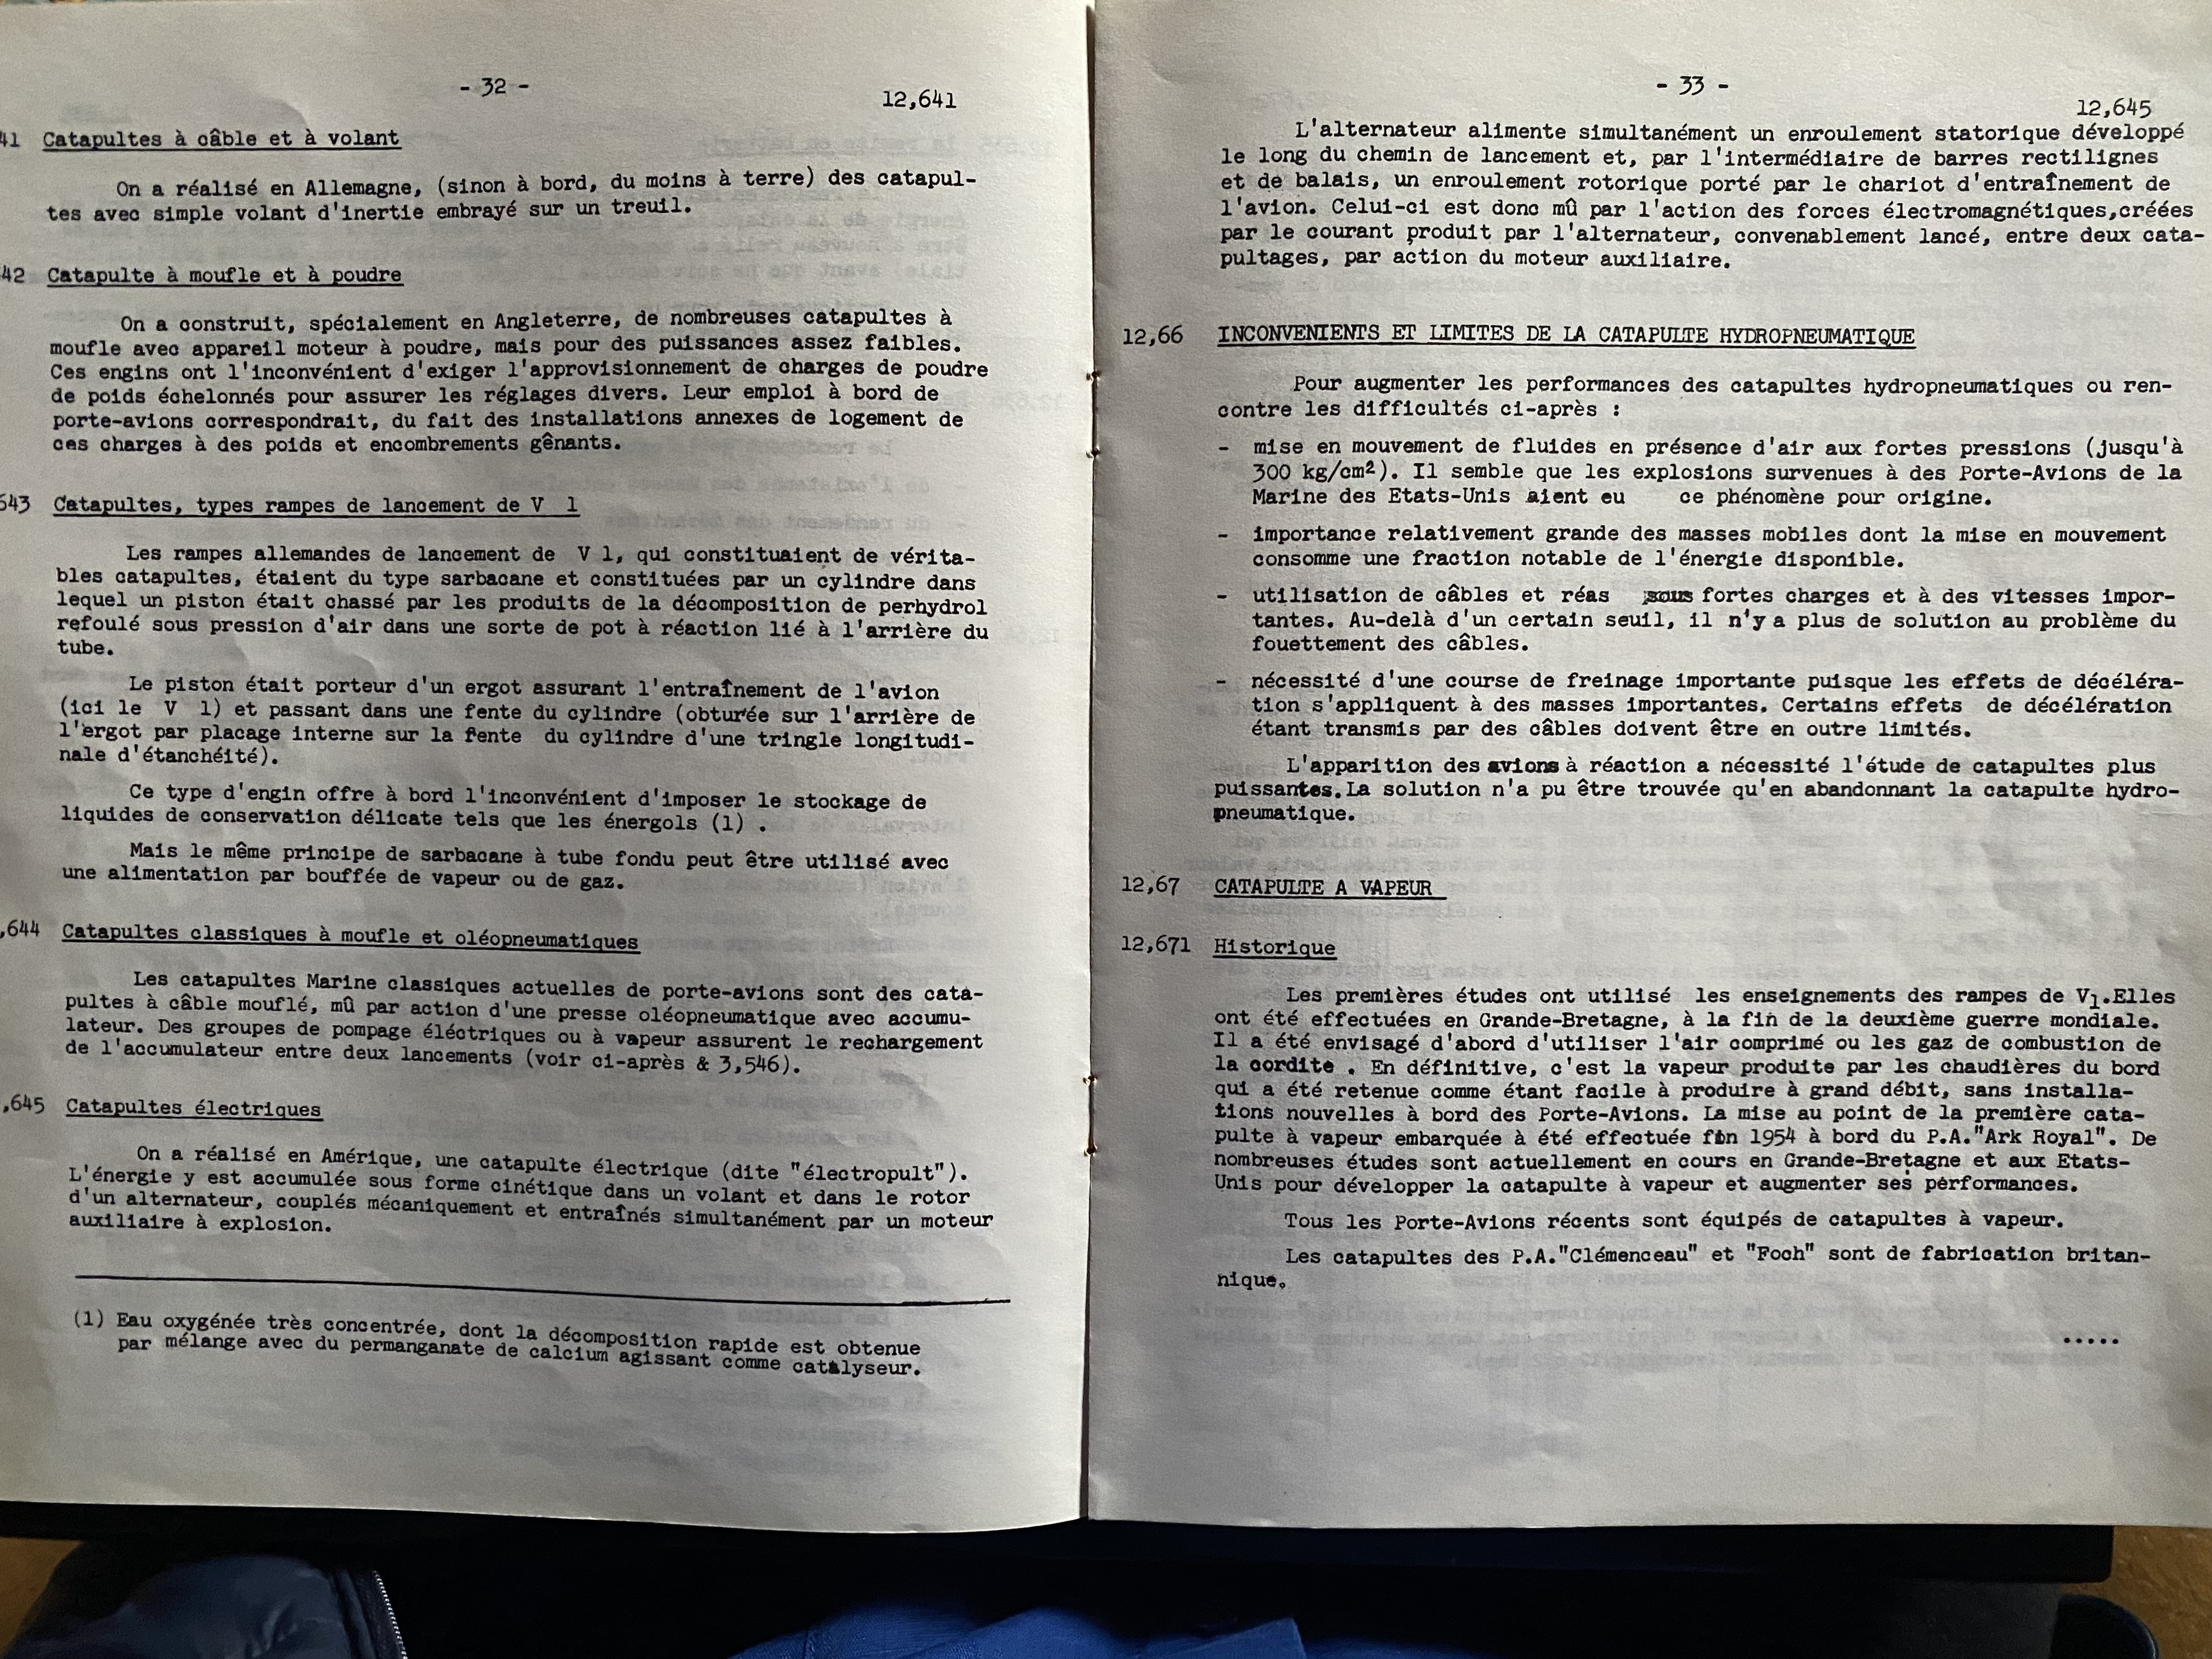 - 32 -
12,641
41 Catapultes à câble et à volant
On a réalisé en Allemagne, (sinon à bord, du moins à terre) des catapul-
tes avec simple volant d'inertie embrayé sur un treuil.
42 Catapulte à moufle et à poudre
On a construit, spécialement en Angleterre, de nombreuses catapultes à
moufle avec appareil moteur à poudre, mais pour des puissances assez faibles.
Ces engins ont l'inconvénient d'exiger l'approvisionnement de charges de poudre
de poids échelonnés pour assurer les réglages divers. Leur emploi à bord de
porte-avions correspondrait, du fait des installations annexes de logement de
ces charges à des poids et encombrements gênants.
643 Catapultes, types rampes de lancement de V 1
Les rampes allemandes de lancement de V 1, qui constituaient de vérita-
bles catapultes, étaient du type sarbacane et constituées par un cylindre dans
lequel un piston était chassé par les produits de la décomposition de perhydrol
refoulé sous pression d'air dans une sorte de pot à réaction lié à l'arrière du
tube.
Le piston était porteur d'un ergot assurant l'entraînement de l'avion
(ici le V 1) et passant dans une fente du cylindre (obturée sur l'arrière de
l'ergot par placage interne sur la fente du cylindre d'une tringle longitudi-
nale d'étanchéité).
Ce type d'engin offre à bord l'inconvénient d'imposer le stockage de
liquides de conservation délicate tels que les énergols (1) .
Mais le même principe de sarbacane à tube fondu peut être utilisé avec
une alimentation par bouffée de vapeur ou de gaz.
,644 Catapultes classiques à moufle et oléopneumatiques
Les catapultes Marine classiques actuelles de porte-avions sont des cata-
pultes à câble mouflé, mû par action d'une presse oléopneumatique avec accumu-
lateur. Des groupes de pompage éléctriques ou à vapeur assurent le rechargement
de l'accumulateur entre deux lancements (voir ci-après & 3,546).
,645 Catapultes électriques
On a réalisé en Amérique, une catapulte électrique (dite "électropult").
L'énergie y est accumulée sous forme cinétique dans un volant et dans le rotor
d'un alternateur, couplés mécaniquement et entraînés simultanément par un moteur
auxiliaire à explosion.
(1) Eau oxygénée très concentrée, dont la décomposition rapide est obtenue
par mélange avec du permanganate de calcium agissant comme catalyseur.
- 33 -
12,645
L'alternateur alimente simultanément un enroulement statorique développé
le long du chemin de lancement et, par l'intermédiaire de barres rectilignes
et de balais, un enroulement rotorique porté par le chariot d'entraînement de
l'avion. Celui-ci est donc mû par l'action des forces électromagnétiques,créées
par le courant produit par l'alternateur, convenablement lancé, entre deux cata-
pultages, par action du moteur auxiliaire.
12,66 INCONVENIENTS ET LIMITES DE LA CATAPULTE HYDROPNEUMATIQUE
Pour augmenter les performances des catapultes hydropneumatiques ou ren-
contre les difficultés ci-après :
- mise en mouvement de fluides en présence d'air aux fortes pressions (jusqu'à
300 kg/cm²). Il semble que les explosions survenues à des Porte-Avions de la
Marine des Etats-Unis aient eu ce phénomène pour origine.
- importance relativement grande des masses mobiles dont la mise en mouvement
consomme une fraction notable de l'énergie disponible.
- utilisation de câbles et réas sous fortes charges et à des vitesses impor-
tantes. Au-delà d'un certain seuil, il n'y a plus de solution au problème du
fouettement des câbles.
- nécessité d'une course de freinage importante puisque les effets de décéléra-
tion s'appliquent à des masses importantes. Certains effets de décélération
étant transmis par des câbles doivent être en outre limités.
L'apparition des avions à réaction a nécessité l'étude de catapultes plus
puissantes.La solution n'a pu être trouvée qu'en abandonnant la catapulte hydro-
pneumatique.
12,67 CATAPULTE A VAPEUR
12,671 Historique
Les premières études ont utilisé les enseignements des rampes de V1.Elles
ont été effectuées en Grande-Bretagne, à la fin de la deuxième guerre mondiale.
Il a été envisagé d'abord d'utiliser l'air comprimé ou les gaz de combustion de
la cordite . En définitive, c'est la vapeur produite par les chaudières du bord
qui a été retenue comme étant facile à produire à grand débit, sans installa-
tions nouvelles à bord des Porte-Avions. La mise au point de la première cata-
pulte à vapeur embarquée à été effectuée fin 1954 à bord du P.A."Ark Royal". De
nombreuses études sont actuellement en cours en Grande-Bretagne et aux Etats-
Unis pour développer la catapulte à vapeur et augmenter ses performances.
Tous les Porte-Avions récents sont équipés de catapultes à vapeur.
Les catapultes des P.A."Clémenceau" et "Foch" sont de fabrication britan-
nique.
.....